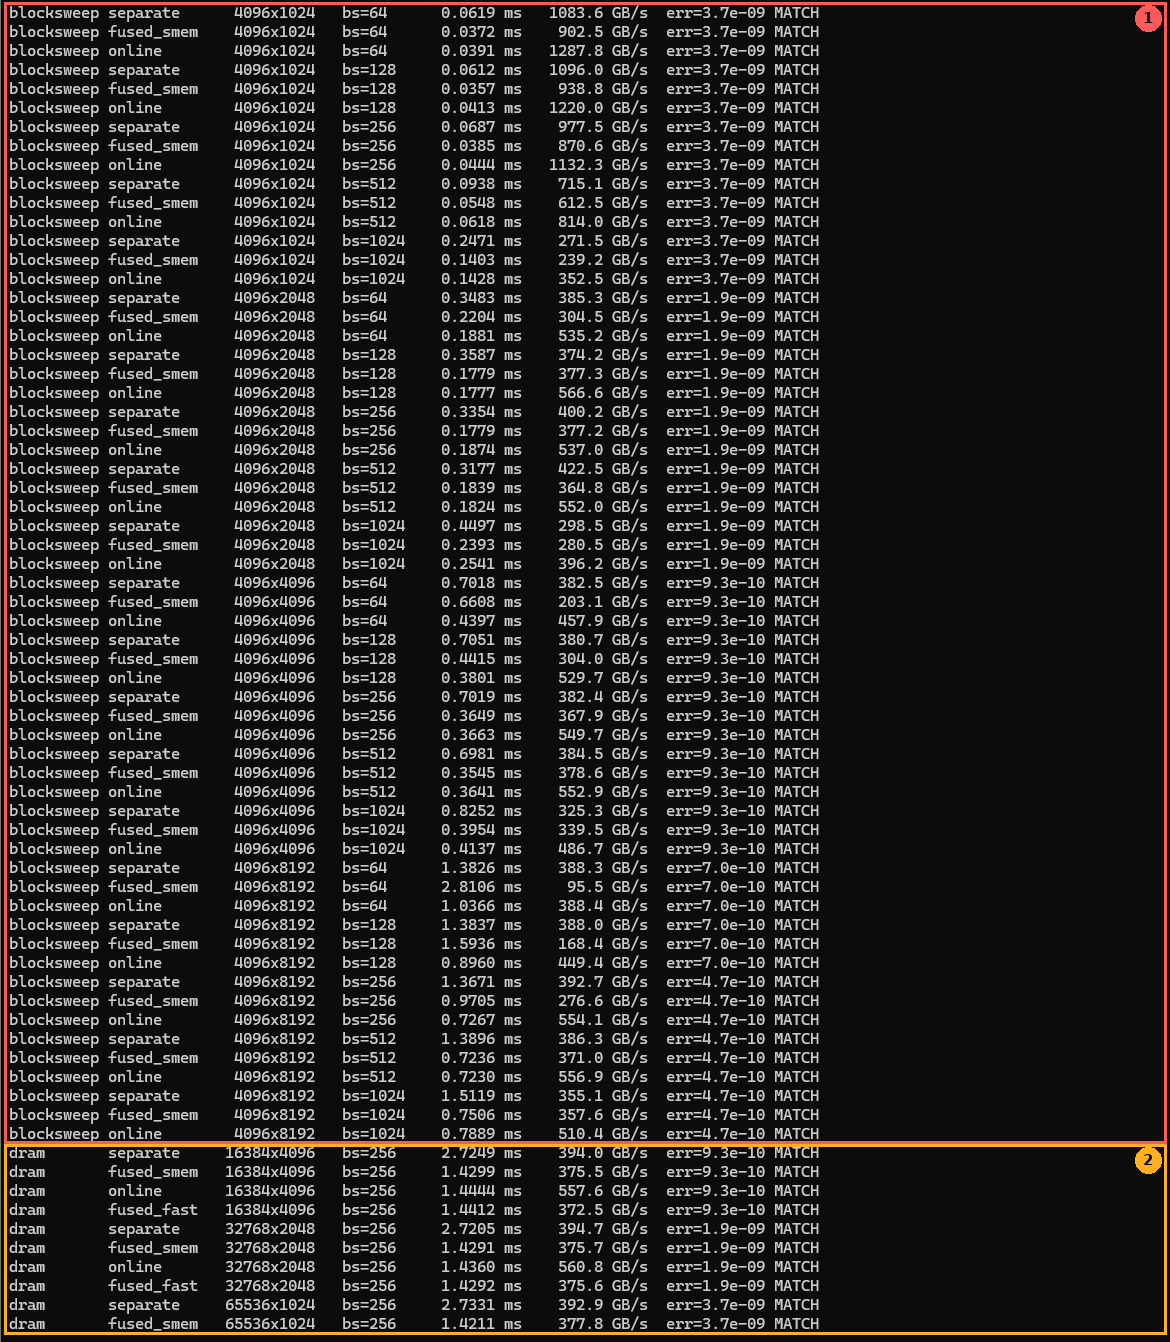 blocksweep separate      4096x1024   bs=64      0.0619 ms   1083.6 GB/s  err=3.7e-09 MATCH
1
blocksweep fused_smem    4096x1024   bs=64      0.0372 ms    902.5 GB/s  err=3.7e-09 MATCH
blocksweep online        4096x1024   bs=64      0.0391 ms   1287.8 GB/s  err=3.7e-09 MATCH
blocksweep separate      4096x1024   bs=128     0.0612 ms   1096.0 GB/s  err=3.7e-09 MATCH
blocksweep fused_smem    4096x1024   bs=128     0.0357 ms    938.8 GB/s  err=3.7e-09 MATCH
blocksweep online        4096x1024   bs=128     0.0413 ms   1220.0 GB/s  err=3.7e-09 MATCH
blocksweep separate      4096x1024   bs=256     0.0687 ms    977.5 GB/s  err=3.7e-09 MATCH
blocksweep fused_smem    4096x1024   bs=256     0.0385 ms    870.6 GB/s  err=3.7e-09 MATCH
blocksweep online        4096x1024   bs=256     0.0444 ms   1132.3 GB/s  err=3.7e-09 MATCH
blocksweep separate      4096x1024   bs=512     0.0938 ms    715.1 GB/s  err=3.7e-09 MATCH
blocksweep fused_smem    4096x1024   bs=512     0.0548 ms    612.5 GB/s  err=3.7e-09 MATCH
blocksweep online        4096x1024   bs=512     0.0618 ms    814.0 GB/s  err=3.7e-09 MATCH
blocksweep separate      4096x1024   bs=1024    0.2471 ms    271.5 GB/s  err=3.7e-09 MATCH
blocksweep fused_smem    4096x1024   bs=1024    0.1403 ms    239.2 GB/s  err=3.7e-09 MATCH
blocksweep online        4096x1024   bs=1024    0.1428 ms    352.5 GB/s  err=3.7e-09 MATCH
blocksweep separate      4096x2048   bs=64      0.3483 ms    385.3 GB/s  err=1.9e-09 MATCH
blocksweep fused_smem    4096x2048   bs=64      0.2204 ms    304.5 GB/s  err=1.9e-09 MATCH
blocksweep online        4096x2048   bs=64      0.1881 ms    535.2 GB/s  err=1.9e-09 MATCH
blocksweep separate      4096x2048   bs=128     0.3587 ms    374.2 GB/s  err=1.9e-09 MATCH
blocksweep fused_smem    4096x2048   bs=128     0.1779 ms    377.3 GB/s  err=1.9e-09 MATCH
blocksweep online        4096x2048   bs=128     0.1777 ms    566.6 GB/s  err=1.9e-09 MATCH
blocksweep separate      4096x2048   bs=256     0.3354 ms    400.2 GB/s  err=1.9e-09 MATCH
blocksweep fused_smem    4096x2048   bs=256     0.1779 ms    377.2 GB/s  err=1.9e-09 MATCH
blocksweep online        4096x2048   bs=256     0.1874 ms    537.0 GB/s  err=1.9e-09 MATCH
blocksweep separate      4096x2048   bs=512     0.3177 ms    422.5 GB/s  err=1.9e-09 MATCH
blocksweep fused_smem    4096x2048   bs=512     0.1839 ms    364.8 GB/s  err=1.9e-09 MATCH
blocksweep online        4096x2048   bs=512     0.1824 ms    552.0 GB/s  err=1.9e-09 MATCH
blocksweep separate      4096x2048   bs=1024    0.4497 ms    298.5 GB/s  err=1.9e-09 MATCH
blocksweep fused_smem    4096x2048   bs=1024    0.2393 ms    280.5 GB/s  err=1.9e-09 MATCH
blocksweep online        4096x2048   bs=1024    0.2541 ms    396.2 GB/s  err=1.9e-09 MATCH
blocksweep separate      4096x4096   bs=64      0.7018 ms    382.5 GB/s  err=9.3e-10 MATCH
blocksweep fused_smem    4096x4096   bs=64      0.6608 ms    203.1 GB/s  err=9.3e-10 MATCH
blocksweep online        4096x4096   bs=64      0.4397 ms    457.9 GB/s  err=9.3e-10 MATCH
blocksweep separate      4096x4096   bs=128     0.7051 ms    380.7 GB/s  err=9.3e-10 MATCH
blocksweep fused_smem    4096x4096   bs=128     0.4415 ms    304.0 GB/s  err=9.3e-10 MATCH
blocksweep online        4096x4096   bs=128     0.3801 ms    529.7 GB/s  err=9.3e-10 MATCH
blocksweep separate      4096x4096   bs=256     0.7019 ms    382.4 GB/s  err=9.3e-10 MATCH
blocksweep fused_smem    4096x4096   bs=256     0.3649 ms    367.9 GB/s  err=9.3e-10 MATCH
blocksweep online        4096x4096   bs=256     0.3663 ms    549.7 GB/s  err=9.3e-10 MATCH
blocksweep separate      4096x4096   bs=512     0.6981 ms    384.5 GB/s  err=9.3e-10 MATCH
blocksweep fused_smem    4096x4096   bs=512     0.3545 ms    378.6 GB/s  err=9.3e-10 MATCH
blocksweep online        4096x4096   bs=512     0.3641 ms    552.9 GB/s  err=9.3e-10 MATCH
blocksweep separate      4096x4096   bs=1024    0.8252 ms    325.3 GB/s  err=9.3e-10 MATCH
blocksweep fused_smem    4096x4096   bs=1024    0.3954 ms    339.5 GB/s  err=9.3e-10 MATCH
blocksweep online        4096x4096   bs=1024    0.4137 ms    486.7 GB/s  err=9.3e-10 MATCH
blocksweep separate      4096x8192   bs=64      1.3826 ms    388.3 GB/s  err=7.0e-10 MATCH
blocksweep fused_smem    4096x8192   bs=64      2.8106 ms     95.5 GB/s  err=7.0e-10 MATCH
blocksweep online        4096x8192   bs=64      1.0366 ms    388.4 GB/s  err=7.0e-10 MATCH
blocksweep separate      4096x8192   bs=128     1.3837 ms    388.0 GB/s  err=7.0e-10 MATCH
blocksweep fused_smem    4096x8192   bs=128     1.5936 ms    168.4 GB/s  err=7.0e-10 MATCH
blocksweep online        4096x8192   bs=128     0.8960 ms    449.4 GB/s  err=7.0e-10 MATCH
blocksweep separate      4096x8192   bs=256     1.3671 ms    392.7 GB/s  err=4.7e-10 MATCH
blocksweep fused_smem    4096x8192   bs=256     0.9705 ms    276.6 GB/s  err=4.7e-10 MATCH
blocksweep online        4096x8192   bs=256     0.7267 ms    554.1 GB/s  err=4.7e-10 MATCH
blocksweep separate      4096x8192   bs=512     1.3896 ms    386.3 GB/s  err=4.7e-10 MATCH
blocksweep fused_smem    4096x8192   bs=512     0.7236 ms    371.0 GB/s  err=4.7e-10 MATCH
blocksweep online        4096x8192   bs=512     0.7230 ms    556.9 GB/s  err=4.7e-10 MATCH
blocksweep separate      4096x8192   bs=1024    1.5119 ms    355.1 GB/s  err=4.7e-10 MATCH
blocksweep fused_smem    4096x8192   bs=1024    0.7506 ms    357.6 GB/s  err=4.7e-10 MATCH
blocksweep online        4096x8192   bs=1024    0.7889 ms    510.4 GB/s  err=4.7e-10 MATCH
dram       separate     16384x4096   bs=256     2.7249 ms    394.0 GB/s  err=9.3e-10 MATCH
2
dram       fused_smem   16384x4096   bs=256     1.4299 ms    375.5 GB/s  err=9.3e-10 MATCH
dram       online       16384x4096   bs=256     1.4444 ms    557.6 GB/s  err=9.3e-10 MATCH
dram       fused_fast   16384x4096   bs=256     1.4412 ms    372.5 GB/s  err=9.3e-10 MATCH
dram       separate     32768x2048   bs=256     2.7205 ms    394.7 GB/s  err=1.9e-09 MATCH
dram       fused_smem   32768x2048   bs=256     1.4291 ms    375.7 GB/s  err=1.9e-09 MATCH
dram       online       32768x2048   bs=256     1.4360 ms    560.8 GB/s  err=1.9e-09 MATCH
dram       fused_fast   32768x2048   bs=256     1.4292 ms    375.6 GB/s  err=1.9e-09 MATCH
dram       separate     65536x1024   bs=256     2.7331 ms    392.9 GB/s  err=3.7e-09 MATCH
dram       fused_smem   65536x1024   bs=256     1.4211 ms    377.8 GB/s  err=3.7e-09 MATCH